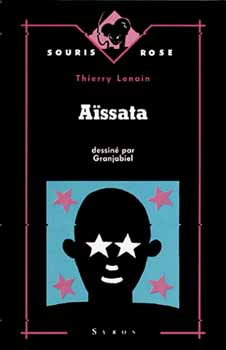 SOURIS ROSE
Thierry Lenain
Aïssata
dessiné par
Granjabiel
SYROS